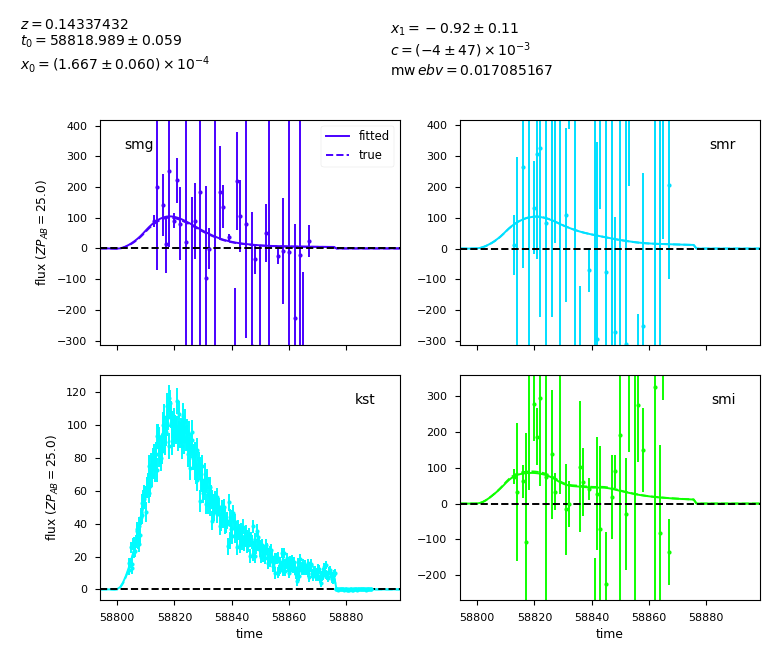 z = 0.14337432
t₀ = 58818.989 ± 0.059
x₀ = (1.667 ± 0.060) × 10⁻⁴
x₁ = −0.92 ± 0.11
c = (−4 ± 47) × 10⁻³
mw ebv = 0.017085167
smg
fitted
true
400
300
200
100
0
−100
−200
−300
flux (ZP_AB = 25.0)
smr
400
300
200
100
0
−100
−200
−300
kst
120
100
80
60
40
20
0
flux (ZP_AB = 25.0)
58800 58820 58840 58860 58880
time
smi
300
200
100
0
−100
−200
58800 58820 58840 58860 58880
time